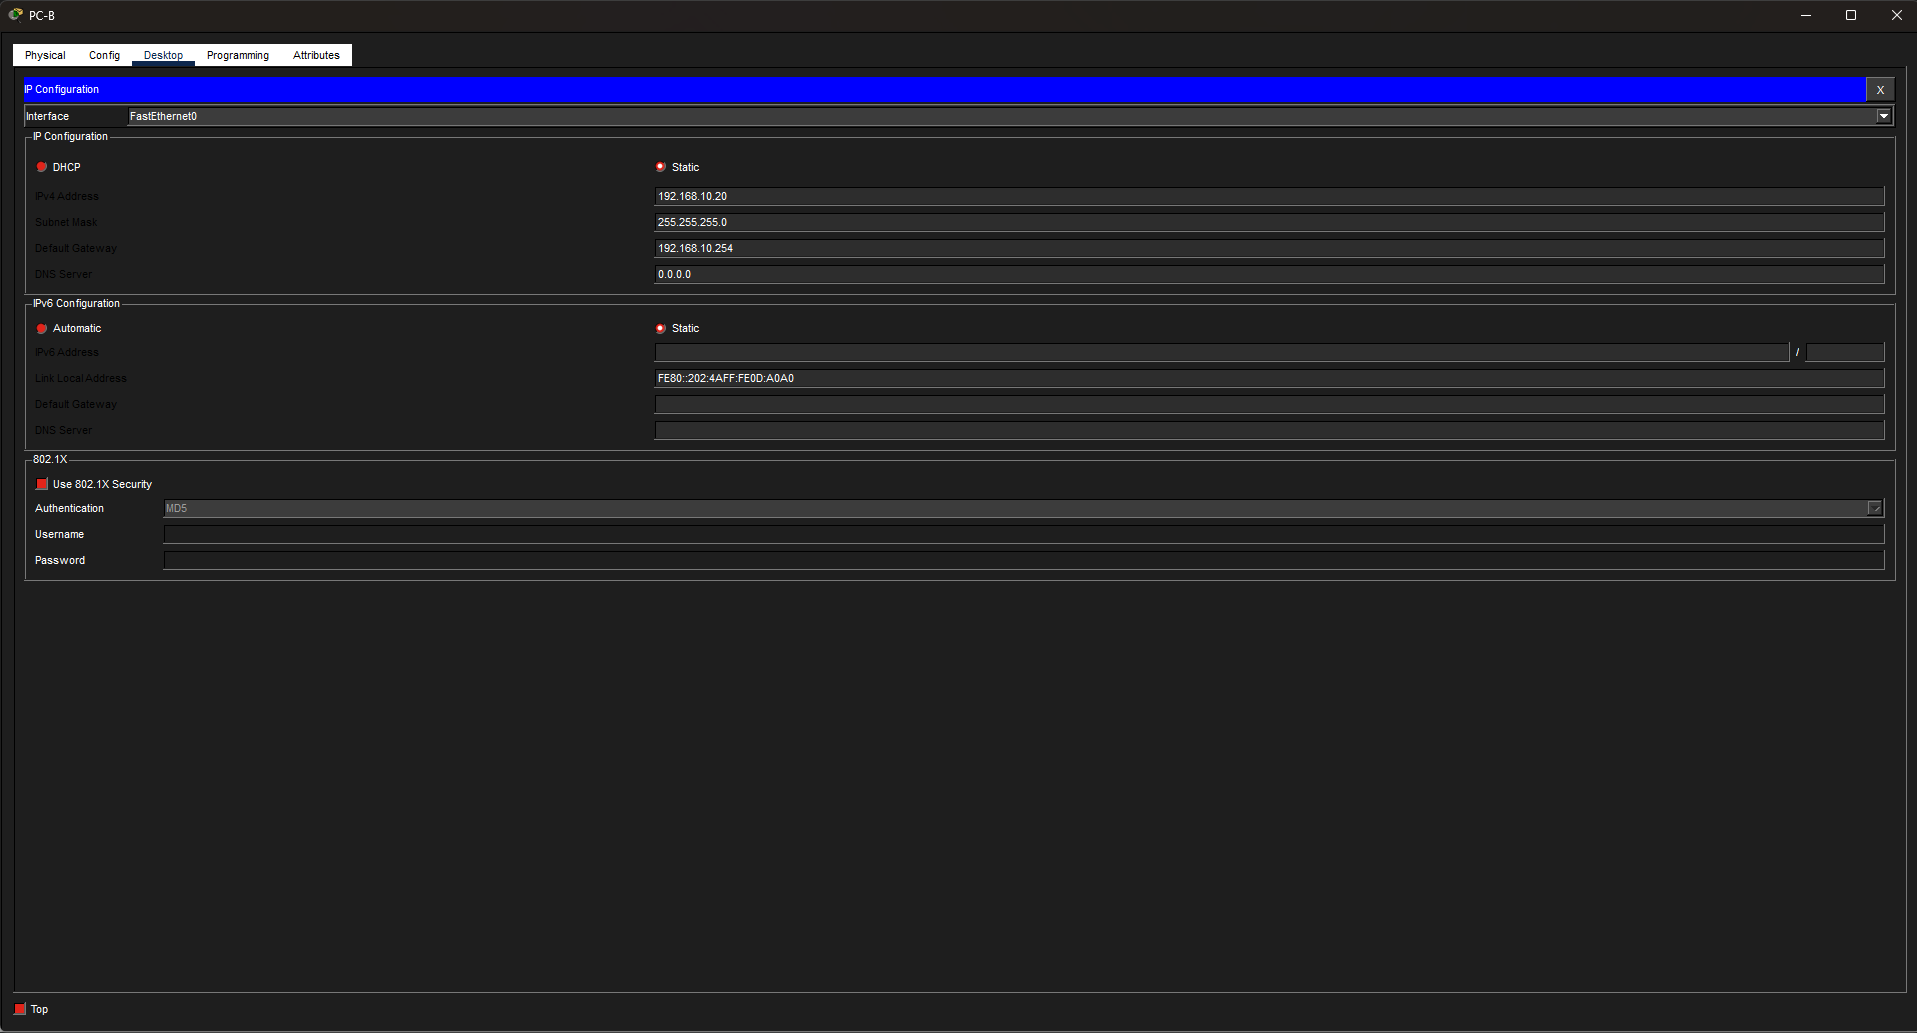 PC-B
Physical Config Desktop Programming Attributes
IP Configuration X
Interface FastEthernet0
IP Configuration
DHCP Static
IPv4 Address 192.168.10.20
Subnet Mask 255.255.255.0
Default Gateway 192.168.10.254
DNS Server 0.0.0.0
IPv6 Configuration
Automatic Static
IPv6 Address /
Link Local Address FE80::202:4AFF:FE0D:A0A0
Default Gateway
DNS Server
802.1X
Use 802.1X Security
Authentication MD5
Username
Password
Top